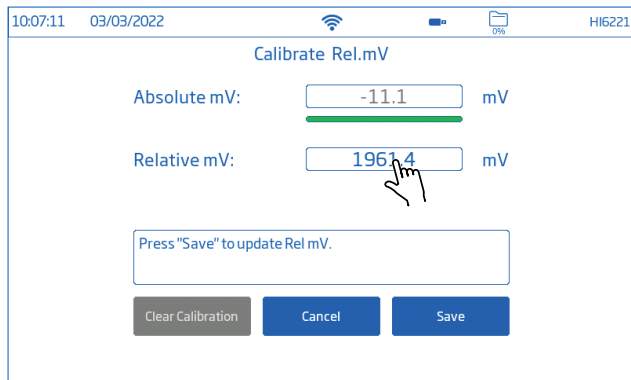 10:07:11 03/03/2022 0% HI6221
Calibrate Rel.mV
Absolute mV: -11.1 mV
Relative mV: 1961.4 mV
Press "Save" to update Rel mV.
Clear Calibration Cancel Save